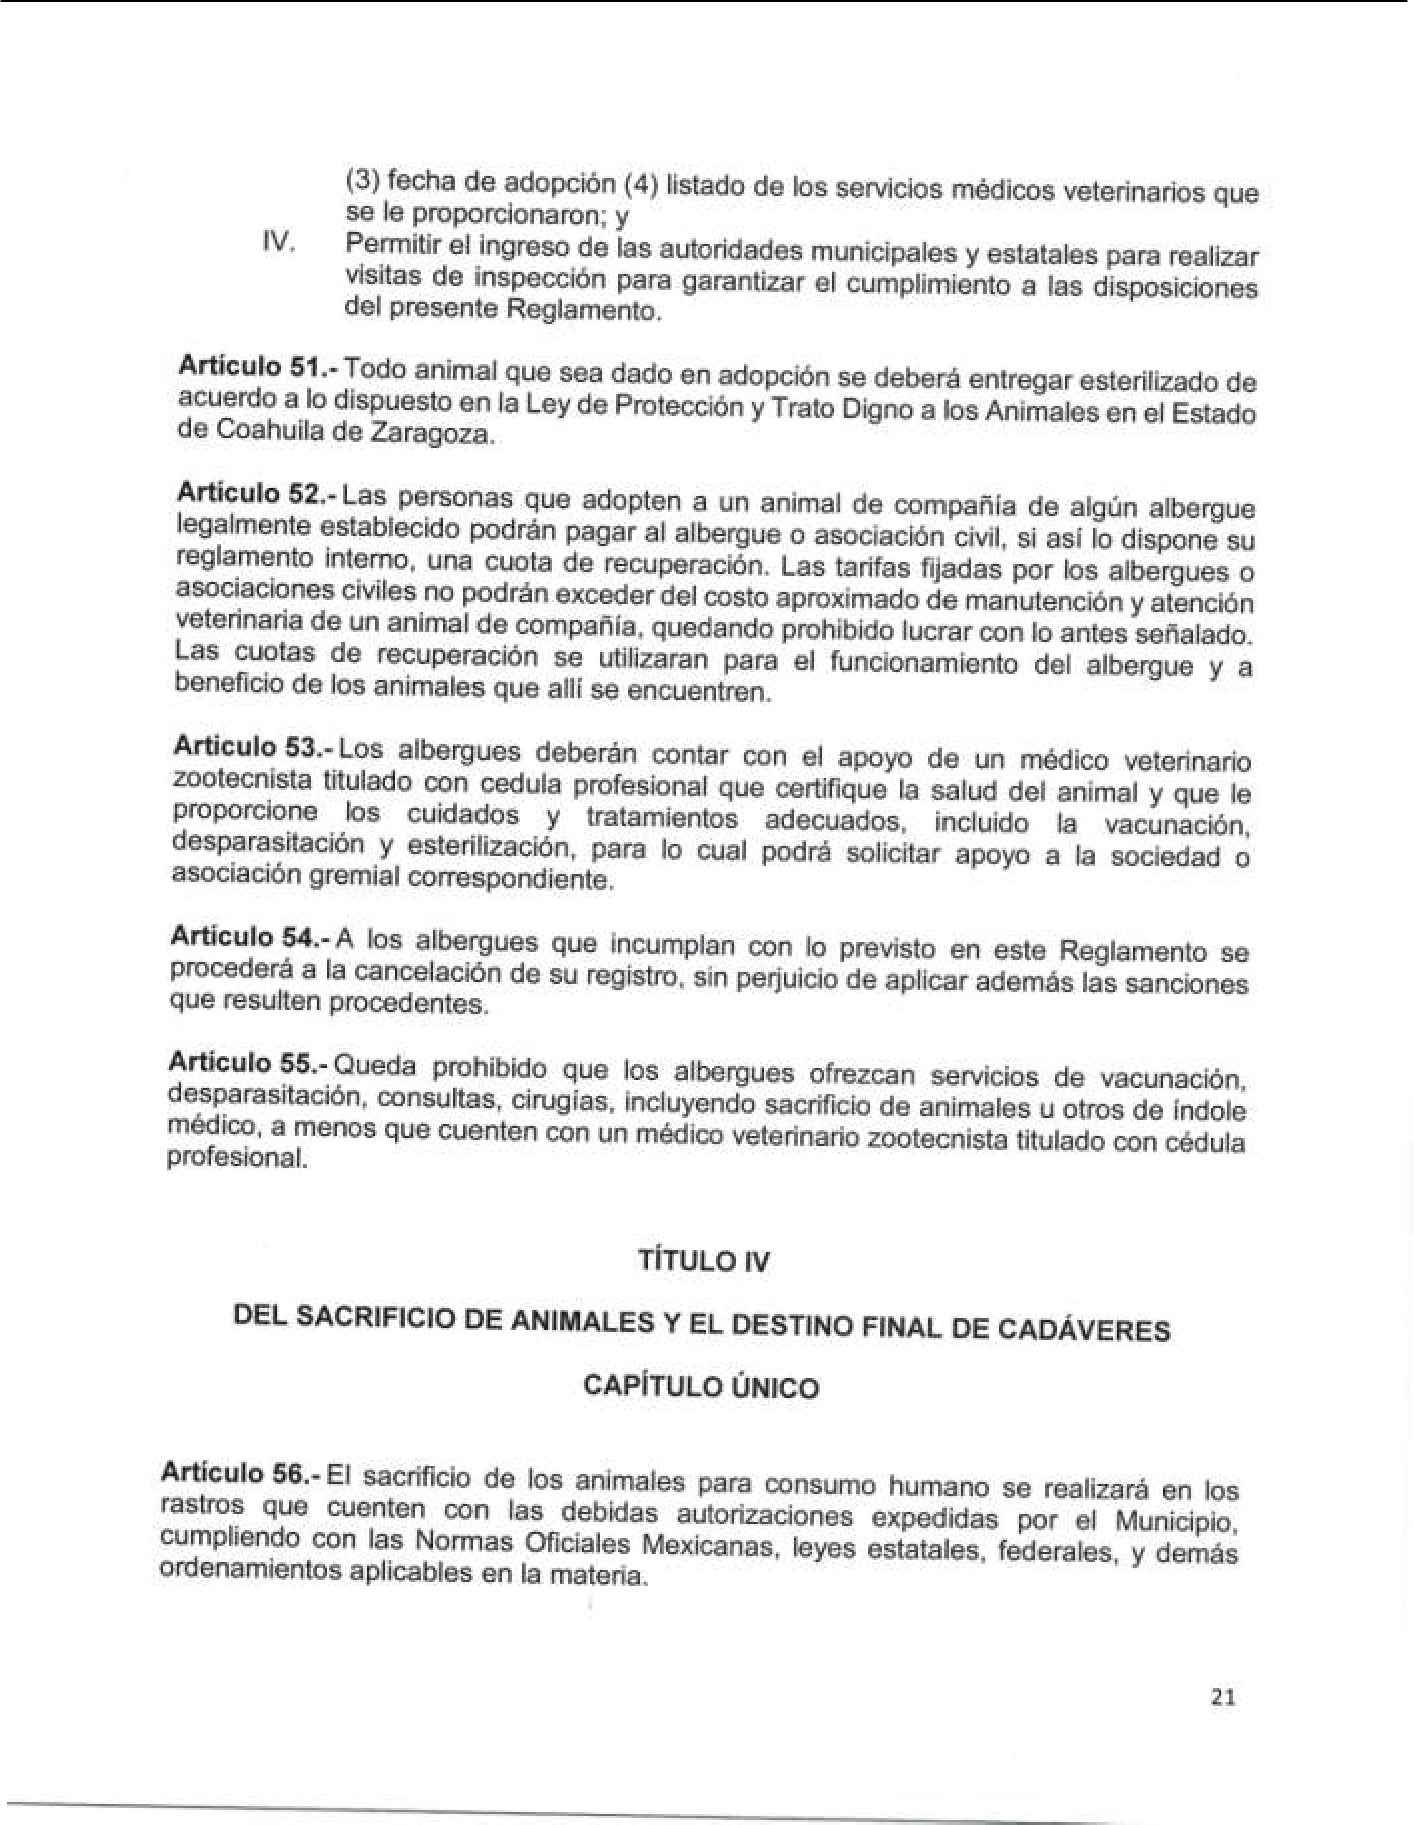 (3) fecha de adopción (4) listado de los servicios médicos veterinarios que
se le proporcionaron; y
IV. Permitir el ingreso de las autoridades municipales y estatales para realizar
visitas de inspección para garantizar el cumplimiento a las disposiciones
del presente Reglamento.
Artículo 51.- Todo animal que sea dado en adopción se deberá entregar esterilizado de
acuerdo a lo dispuesto en la Ley de Protección y Trato Digno a los Animales en el Estado
de Coahuila de Zaragoza.
Artículo 52.- Las personas que adopten a un animal de compañía de algún albergue
legalmente establecido podrán pagar al albergue o asociación civil, si así lo dispone su
reglamento interno, una cuota de recuperación. Las tarifas fijadas por los albergues o
asociaciones civiles no podrán exceder del costo aproximado de manutención y atención
veterinaria de un animal de compañía, quedando prohibido lucrar con lo antes señalado.
Las cuotas de recuperación se utilizaran para el funcionamiento del albergue y a
beneficio de los animales que allí se encuentren.
Artículo 53.- Los albergues deberán contar con el apoyo de un médico veterinario
zootecnista titulado con cedula profesional que certifique la salud del animal y que le
proporcione los cuidados y tratamientos adecuados, incluido la vacunación,
desparasitación y esterilización, para lo cual podrá solicitar apoyo a la sociedad o
asociación gremial correspondiente.
Artículo 54.- A los albergues que incumplan con lo previsto en este Reglamento se
procederá a la cancelación de su registro, sin perjuicio de aplicar además las sanciones
que resulten procedentes.
Artículo 55.- Queda prohibido que los albergues ofrezcan servicios de vacunación,
desparasitación, consultas, cirugías, incluyendo sacrificio de animales u otros de índole
médico, a menos que cuenten con un médico veterinario zootecnista titulado con cédula
profesional.
TÍTULO IV
DEL SACRIFICIO DE ANIMALES Y EL DESTINO FINAL DE CADÁVERES
CAPÍTULO ÚNICO
Artículo 56.- El sacrificio de los animales para consumo humano se realizará en los
rastros que cuenten con las debidas autorizaciones expedidas por el Municipio,
cumpliendo con las Normas Oficiales Mexicanas, leyes estatales, federales, y demás
ordenamientos aplicables en la materia.
21